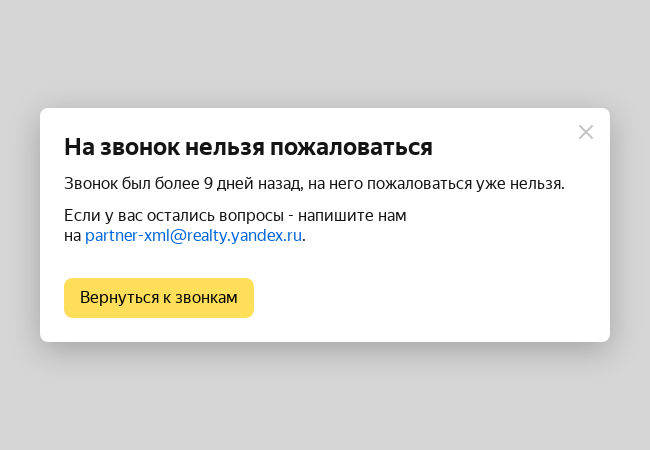 На звонок нельзя пожаловаться
Звонок был более 9 дней назад, на него пожаловаться уже нельзя.
Если у вас остались вопросы - напишите нам
на partner-xml@realty.yandex.ru.
Вернуться к звонкам